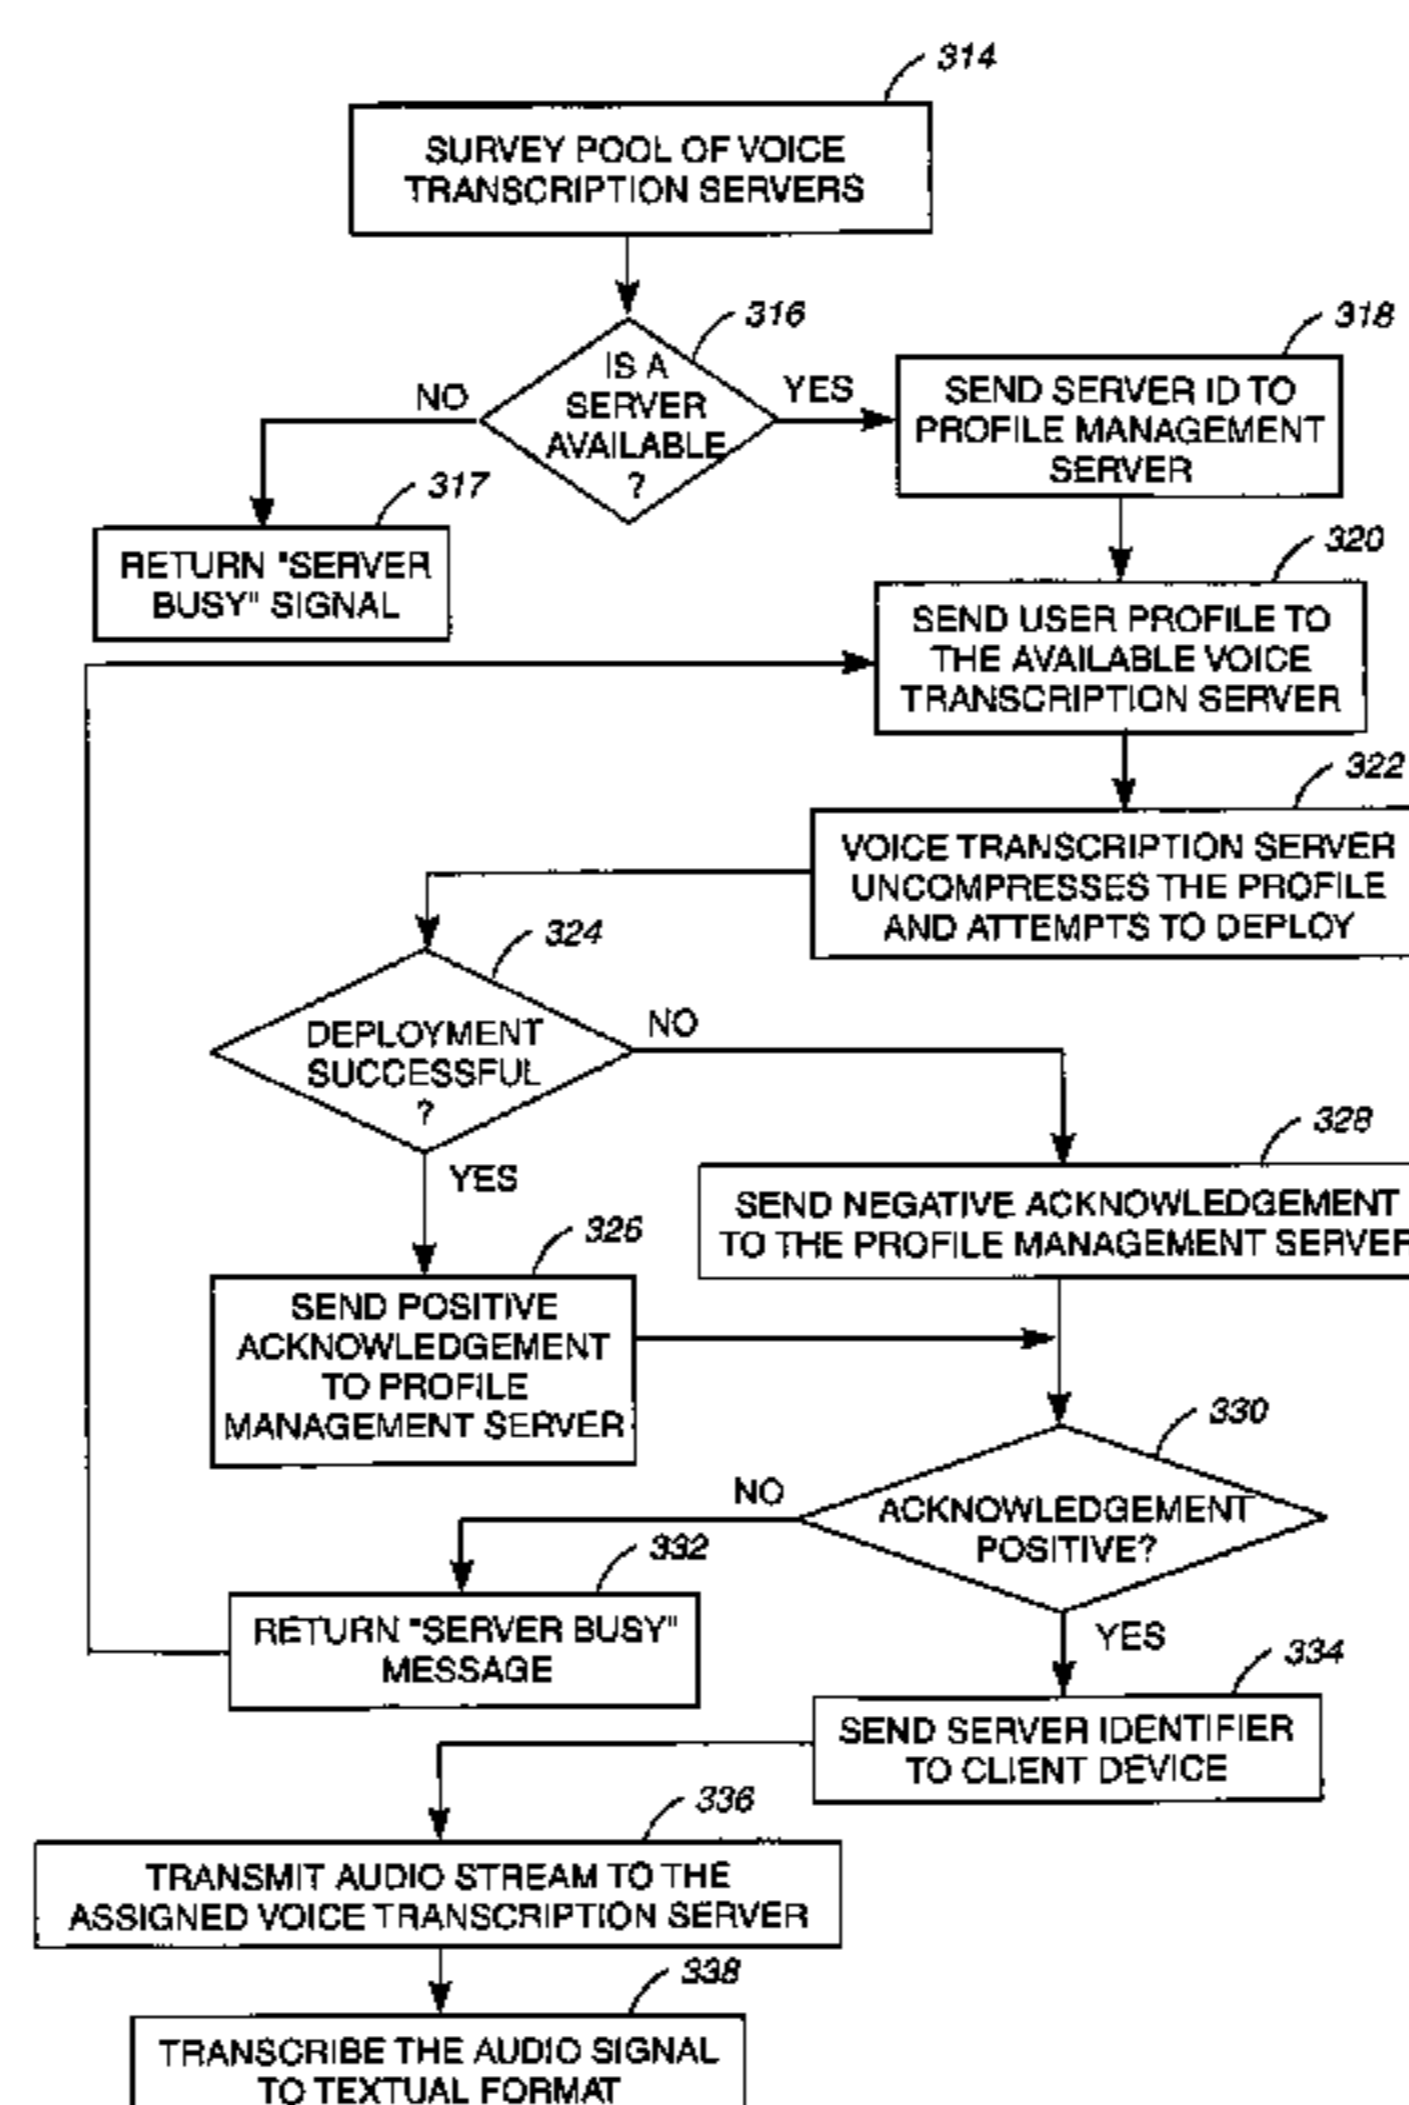 314
SURVEY POOL OF VOICE
TRANSCRIPTION SERVERS
316
IS A
SERVER
AVAILABLE
?
NO
YES
318
SEND SERVER ID TO
PROFILE MANAGEMENT
SERVER
317
RETURN "SERVER
BUSY" SIGNAL
320
SEND USER PROFILE TO
THE AVAILABLE VOICE
TRANSCRIPTION SERVER
322
VOICE TRANSCRIPTION SERVER
UNCOMPRESSES THE PROFILE
AND ATTEMPTS TO DEPLOY
324
DEPLOYMENT
SUCCESSFUL
?
NO
YES
328
SEND NEGATIVE ACKNOWLEDGEMENT
TO THE PROFILE MANAGEMENT SERVER
326
SEND POSITIVE
ACKNOWLEDGEMENT
TO PROFILE
MANAGEMENT SERVER
330
ACKNOWLEDGEMENT
POSITIVE?
NO
YES
332
RETURN "SERVER BUSY"
MESSAGE
334
SEND SERVER IDENTIFIER
TO CLIENT DEVICE
336
TRANSMIT AUDIO STREAM TO THE
ASSIGNED VOICE TRANSCRIPTION SERVER
338
TRANSCRIBE THE AUDIO SIGNAL
TO TEXTUAL FORMAT